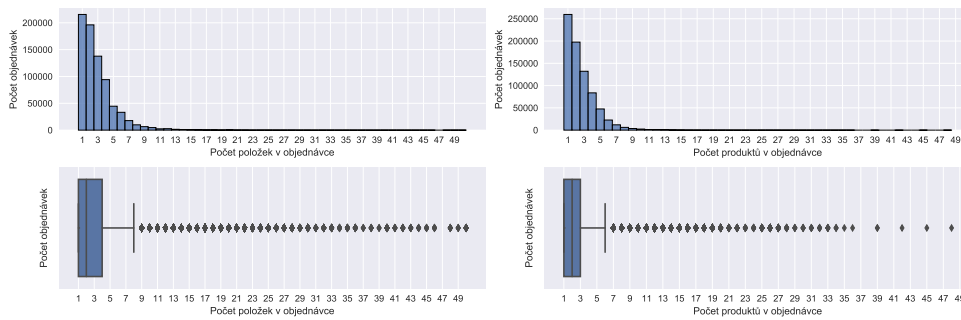 200000
150000
100000
50000
0
Počet objednávek
1 3 5 7 9 11 13 15 17 19 21 23 25 27 29 31 33 35 37 39 41 43 45 47 49
Počet položek v objednávce
250000
200000
150000
100000
50000
0
Počet objednávek
1 3 5 7 9 11 13 15 17 19 21 23 25 27 29 31 33 35 37 39 41 43 45 47 49
Počet produktů v objednávce
Počet objednávek
1 3 5 7 9 11 13 15 17 19 21 23 25 27 29 31 33 35 37 39 41 43 45 47 49
Počet položek v objednávce
Počet objednávek
1 3 5 7 9 11 13 15 17 19 21 23 25 27 29 31 33 35 37 39 41 43 45 47 49
Počet produktů v objednávce